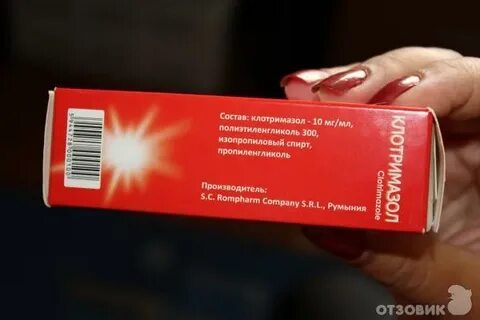 Состав: клотримазол - 10 мг/мл,
полиэтиленгликоль 300,
изопропиловый спирт,
пропиленгликоль
Производитель:
S.C. Rompharm Company S.R.L., Румыния
КЛОТРИМАЗОЛ
Clotrimazole
ОТЗОВИК